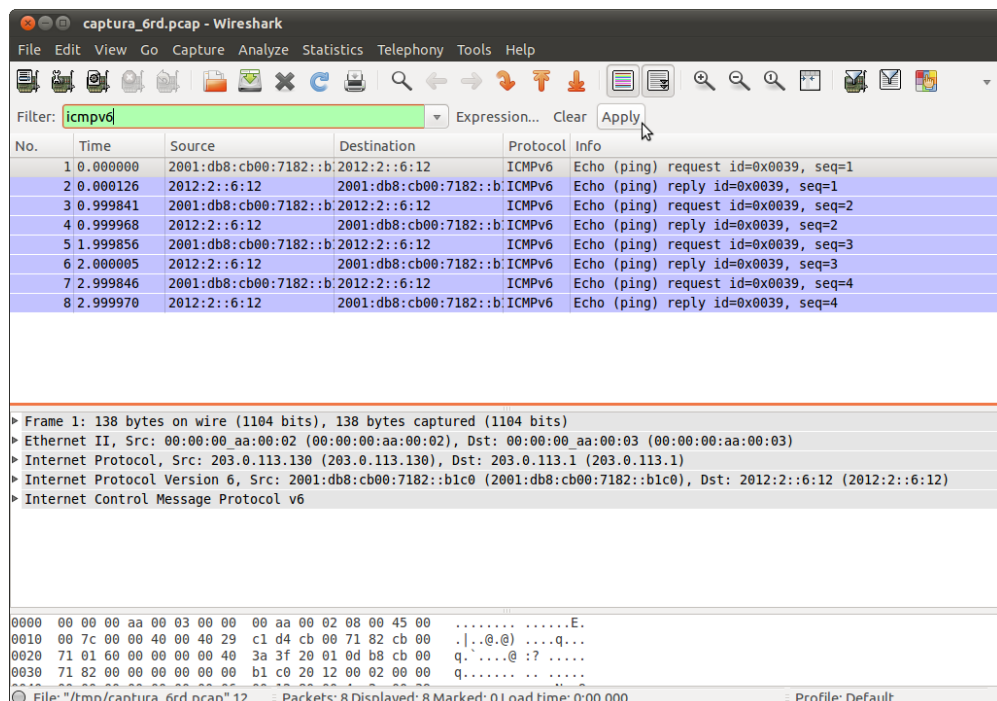 captura_6rd.pcap - Wireshark
File Edit View Go Capture Analyze Statistics Telephony Tools Help
Filter: icmpv6 Expression... Clear Apply
No. Time Source Destination Protocol Info
1 0.000000 2001:db8:cb00:7182::b 2012:2::6:12 ICMPv6 Echo (ping) request id=0x0039, seq=1
2 0.000126 2012:2::6:12 2001:db8:cb00:7182::b ICMPv6 Echo (ping) reply id=0x0039, seq=1
3 0.999841 2001:db8:cb00:7182::b 2012:2::6:12 ICMPv6 Echo (ping) request id=0x0039, seq=2
4 0.999968 2012:2::6:12 2001:db8:cb00:7182::b ICMPv6 Echo (ping) reply id=0x0039, seq=2
5 1.999856 2001:db8:cb00:7182::b 2012:2::6:12 ICMPv6 Echo (ping) request id=0x0039, seq=3
6 2.000005 2012:2::6:12 2001:db8:cb00:7182::b ICMPv6 Echo (ping) reply id=0x0039, seq=3
7 2.999846 2001:db8:cb00:7182::b 2012:2::6:12 ICMPv6 Echo (ping) request id=0x0039, seq=4
8 2.999970 2012:2::6:12 2001:db8:cb00:7182::b ICMPv6 Echo (ping) reply id=0x0039, seq=4
Frame 1: 138 bytes on wire (1104 bits), 138 bytes captured (1104 bits)
Ethernet II, Src: 00:00:00_aa:00:02 (00:00:00:aa:00:02), Dst: 00:00:00_aa:00:03 (00:00:00:aa:00:03)
Internet Protocol, Src: 203.0.113.130 (203.0.113.130), Dst: 203.0.113.1 (203.0.113.1)
Internet Protocol Version 6, Src: 2001:db8:cb00:7182::b1c0 (2001:db8:cb00:7182::b1c0), Dst: 2012:2::6:12 (2012:2::6:12)
Internet Control Message Protocol v6
0000 00 00 00 aa 00 03 00 00 00 aa 00 02 08 00 45 00 ........ ......E.
0010 00 7c 00 00 40 00 40 29 c1 d4 cb 00 71 82 cb 00 .|..@.@) ....q...
0020 71 01 60 00 00 00 00 40 3a 3f 20 01 0d b8 cb 00 q.`....@ :? .....
0030 71 82 00 00 00 00 00 00 b1 c0 20 12 00 02 00 00 q....... .. .....
File: "/tmp/captura_6rd.pcap" 12... Packets: 8 Displayed: 8 Marked: 0 Load time: 0:00.000 Profile: Default